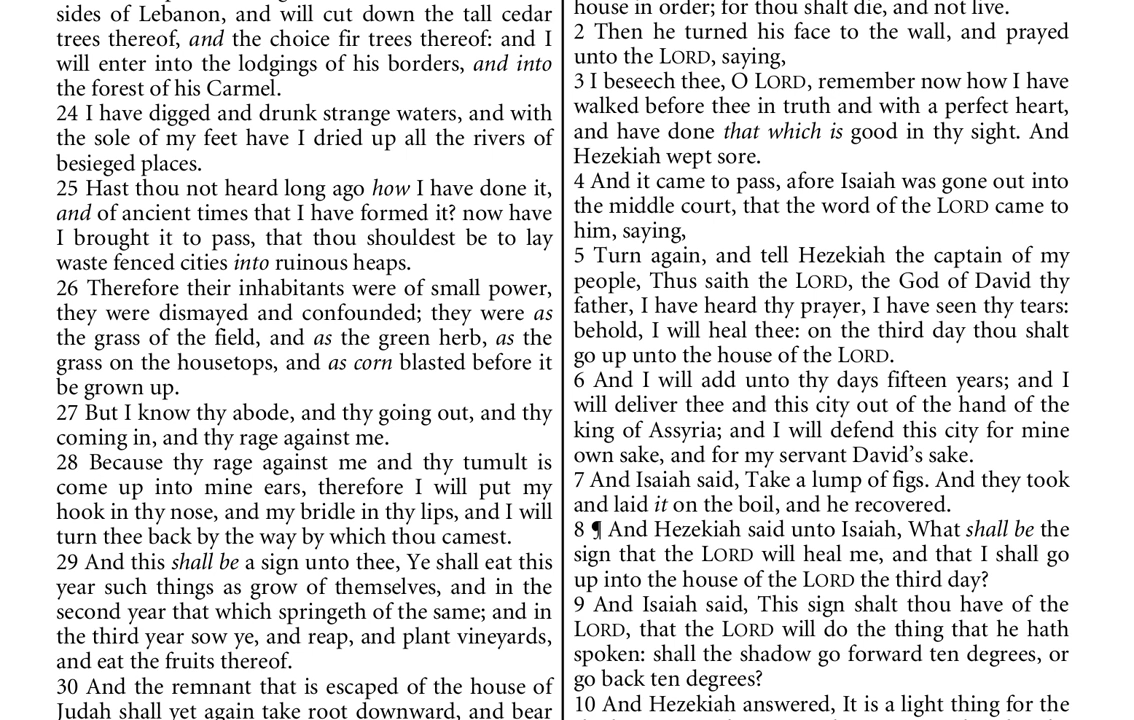 sides of Lebanon, and will cut down the tall cedar
trees thereof, and the choice fir trees thereof: and I
will enter into the lodgings of his borders, and into
the forest of his Carmel.
24 I have digged and drunk strange waters, and with
the sole of my feet have I dried up all the rivers of
besieged places.
25 Hast thou not heard long ago how I have done it,
and of ancient times that I have formed it? now have
I brought it to pass, that thou shouldest be to lay
waste fenced cities into ruinous heaps.
26 Therefore their inhabitants were of small power,
they were dismayed and confounded; they were as
the grass of the field, and as the green herb, as the
grass on the housetops, and as corn blasted before it
be grown up.
27 But I know thy abode, and thy going out, and thy
coming in, and thy rage against me.
28 Because thy rage against me and thy tumult is
come up into mine ears, therefore I will put my
hook in thy nose, and my bridle in thy lips, and I will
turn thee back by the way by which thou camest.
29 And this shall be a sign unto thee, Ye shall eat this
year such things as grow of themselves, and in the
second year that which springeth of the same; and in
the third year sow ye, and reap, and plant vineyards,
and eat the fruits thereof.
30 And the remnant that is escaped of the house of
Judah shall yet again take root downward, and bear
house in order; for thou shalt die, and not live.
2 Then he turned his face to the wall, and prayed
unto the LORD, saying,
3 I beseech thee, O LORD, remember now how I have
walked before thee in truth and with a perfect heart,
and have done that which is good in thy sight. And
Hezekiah wept sore.
4 And it came to pass, afore Isaiah was gone out into
the middle court, that the word of the LORD came to
him, saying,
5 Turn again, and tell Hezekiah the captain of my
people, Thus saith the LORD, the God of David thy
father, I have heard thy prayer, I have seen thy tears:
behold, I will heal thee: on the third day thou shalt
go up unto the house of the LORD.
6 And I will add unto thy days fifteen years; and I
will deliver thee and this city out of the hand of the
king of Assyria; and I will defend this city for mine
own sake, and for my servant David’s sake.
7 And Isaiah said, Take a lump of figs. And they took
and laid it on the boil, and he recovered.
8 ¶ And Hezekiah said unto Isaiah, What shall be the
sign that the LORD will heal me, and that I shall go
up into the house of the LORD the third day?
9 And Isaiah said, This sign shalt thou have of the
LORD, that the LORD will do the thing that he hath
spoken: shall the shadow go forward ten degrees, or
go back ten degrees?
10 And Hezekiah answered, It is a light thing for the